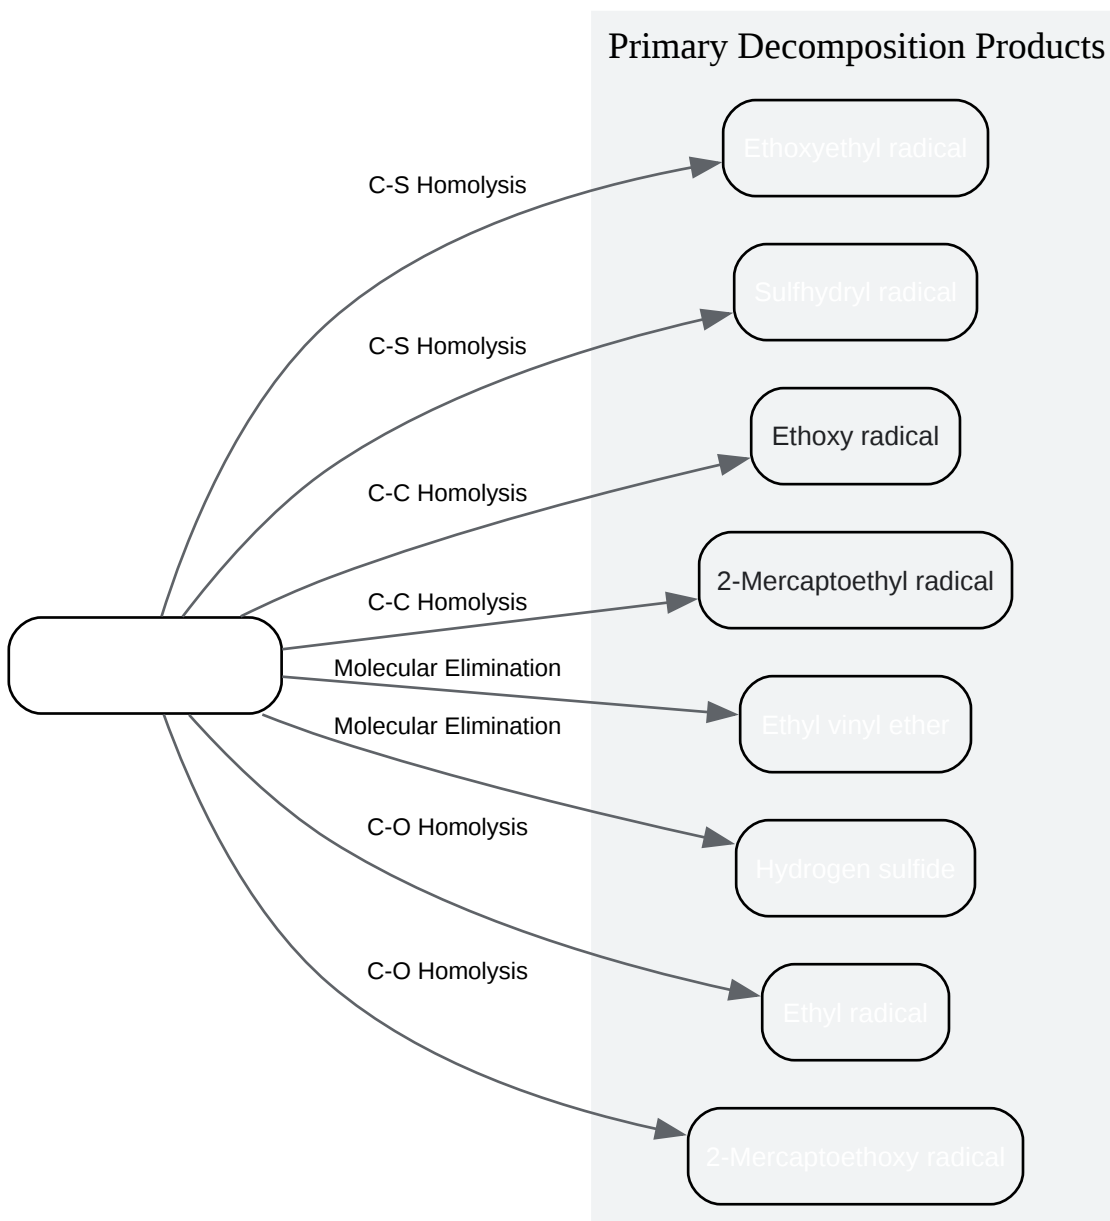 Primary Decomposition Products
Ethoxyethyl radical
C-S Homolysis
Sulfhydryl radical
C-S Homolysis
Ethoxy radical
C-C Homolysis
2-Mercaptoethyl radical
C-C Homolysis
Molecular Elimination
Ethyl vinyl ether
Molecular Elimination
C-O Homolysis
Hydrogen sulfide
C-O Homolysis
Ethyl radical
2-Mercaptoethoxy radical